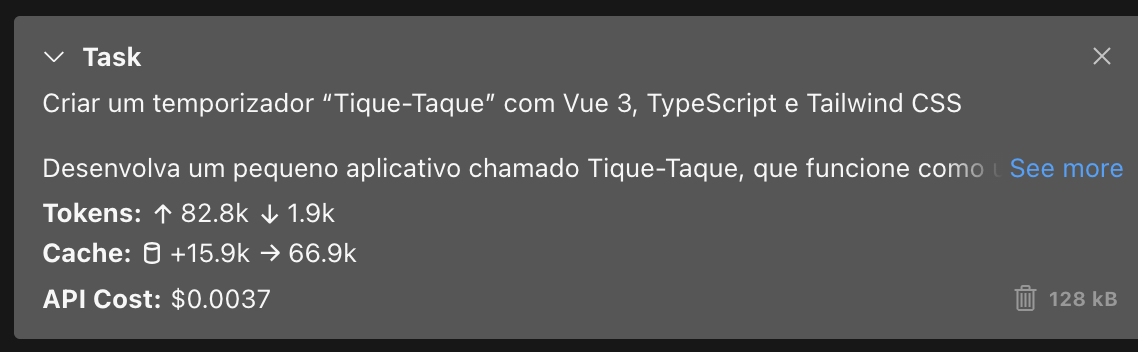 Task
Criar um temporizador “Tique-Taque” com Vue 3, TypeScript e Tailwind CSS
Desenvolva um pequeno aplicativo chamado Tique-Taque, que funcione como See more
Tokens: ↑ 82.8k ↓ 1.9k
Cache: +15.9k → 66.9k
API Cost: $0.0037
128 kB